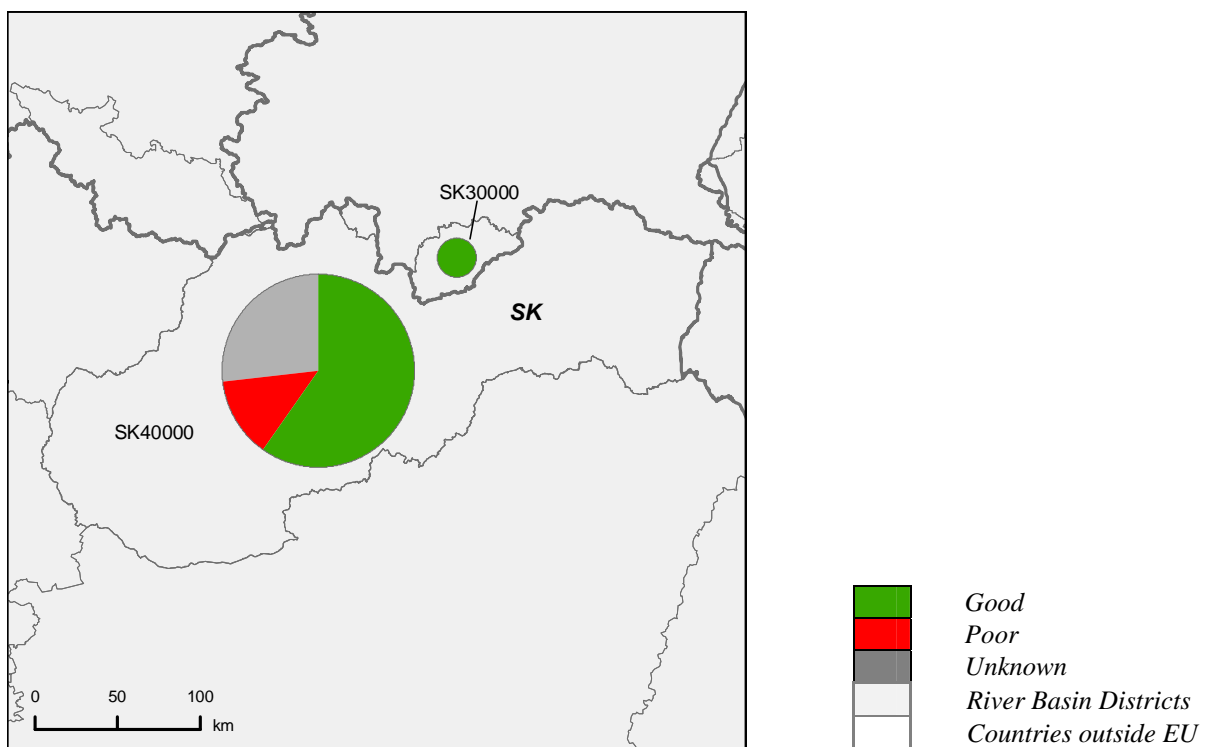 SK30000
SK
SK40000
0 50 100
km
Good
Poor
Unknown
River Basin Districts
Countries outside EU